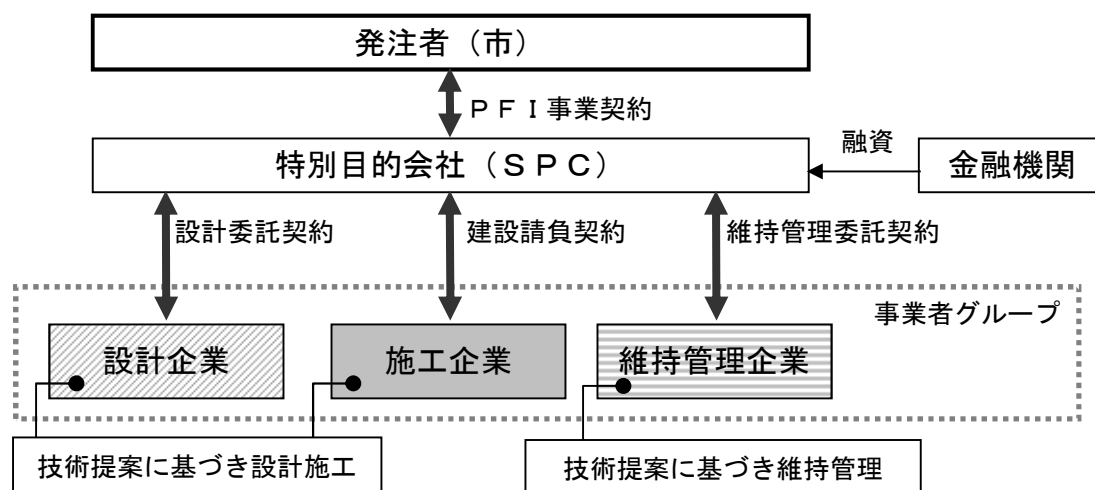 発注者（市）
ＰＦＩ事業契約
特別目的会社（ＳＰＣ）
融資
金融機関
設計委託契約
建設請負契約
維持管理委託契約
事業者グループ
設計企業
施工企業
維持管理企業
技術提案に基づき設計施工
技術提案に基づき維持管理